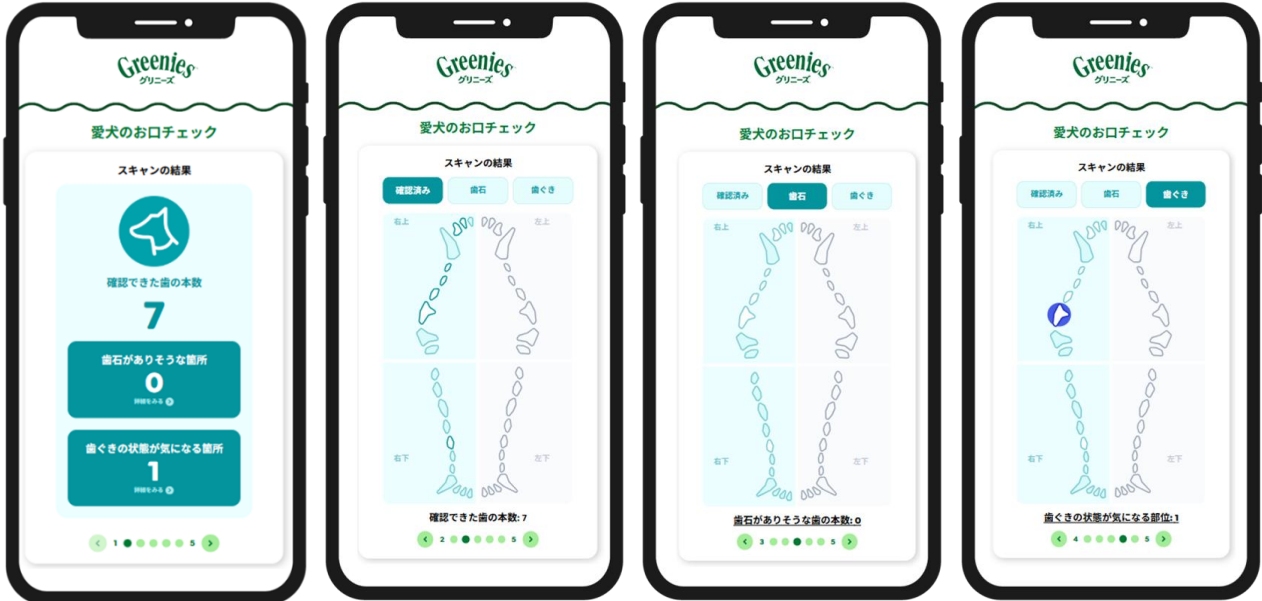 Greenies
グリニーズ
愛犬のお口チェック
スキャンの結果
確認できた歯の本数
7
歯石がありそうな箇所
0
詳細をみる
歯ぐきの状態が気になる箇所
1
詳細をみる
1 5
Greenies
グリニーズ
愛犬のお口チェック
スキャンの結果
確認済み 歯石 歯ぐき
右上 左上
右下 左下
確認できた歯の本数: 7
2 5
Greenies
グリニーズ
愛犬のお口チェック
スキャンの結果
確認済み 歯石 歯ぐき
右上 左上
右下 左下
歯石がありそうな歯の本数: 0
3 5
Greenies
グリニーズ
愛犬のお口チェック
スキャンの結果
確認済み 歯石 歯ぐき
右上 左上
右下 左下
歯ぐきの状態が気になる部位: 1
4 5